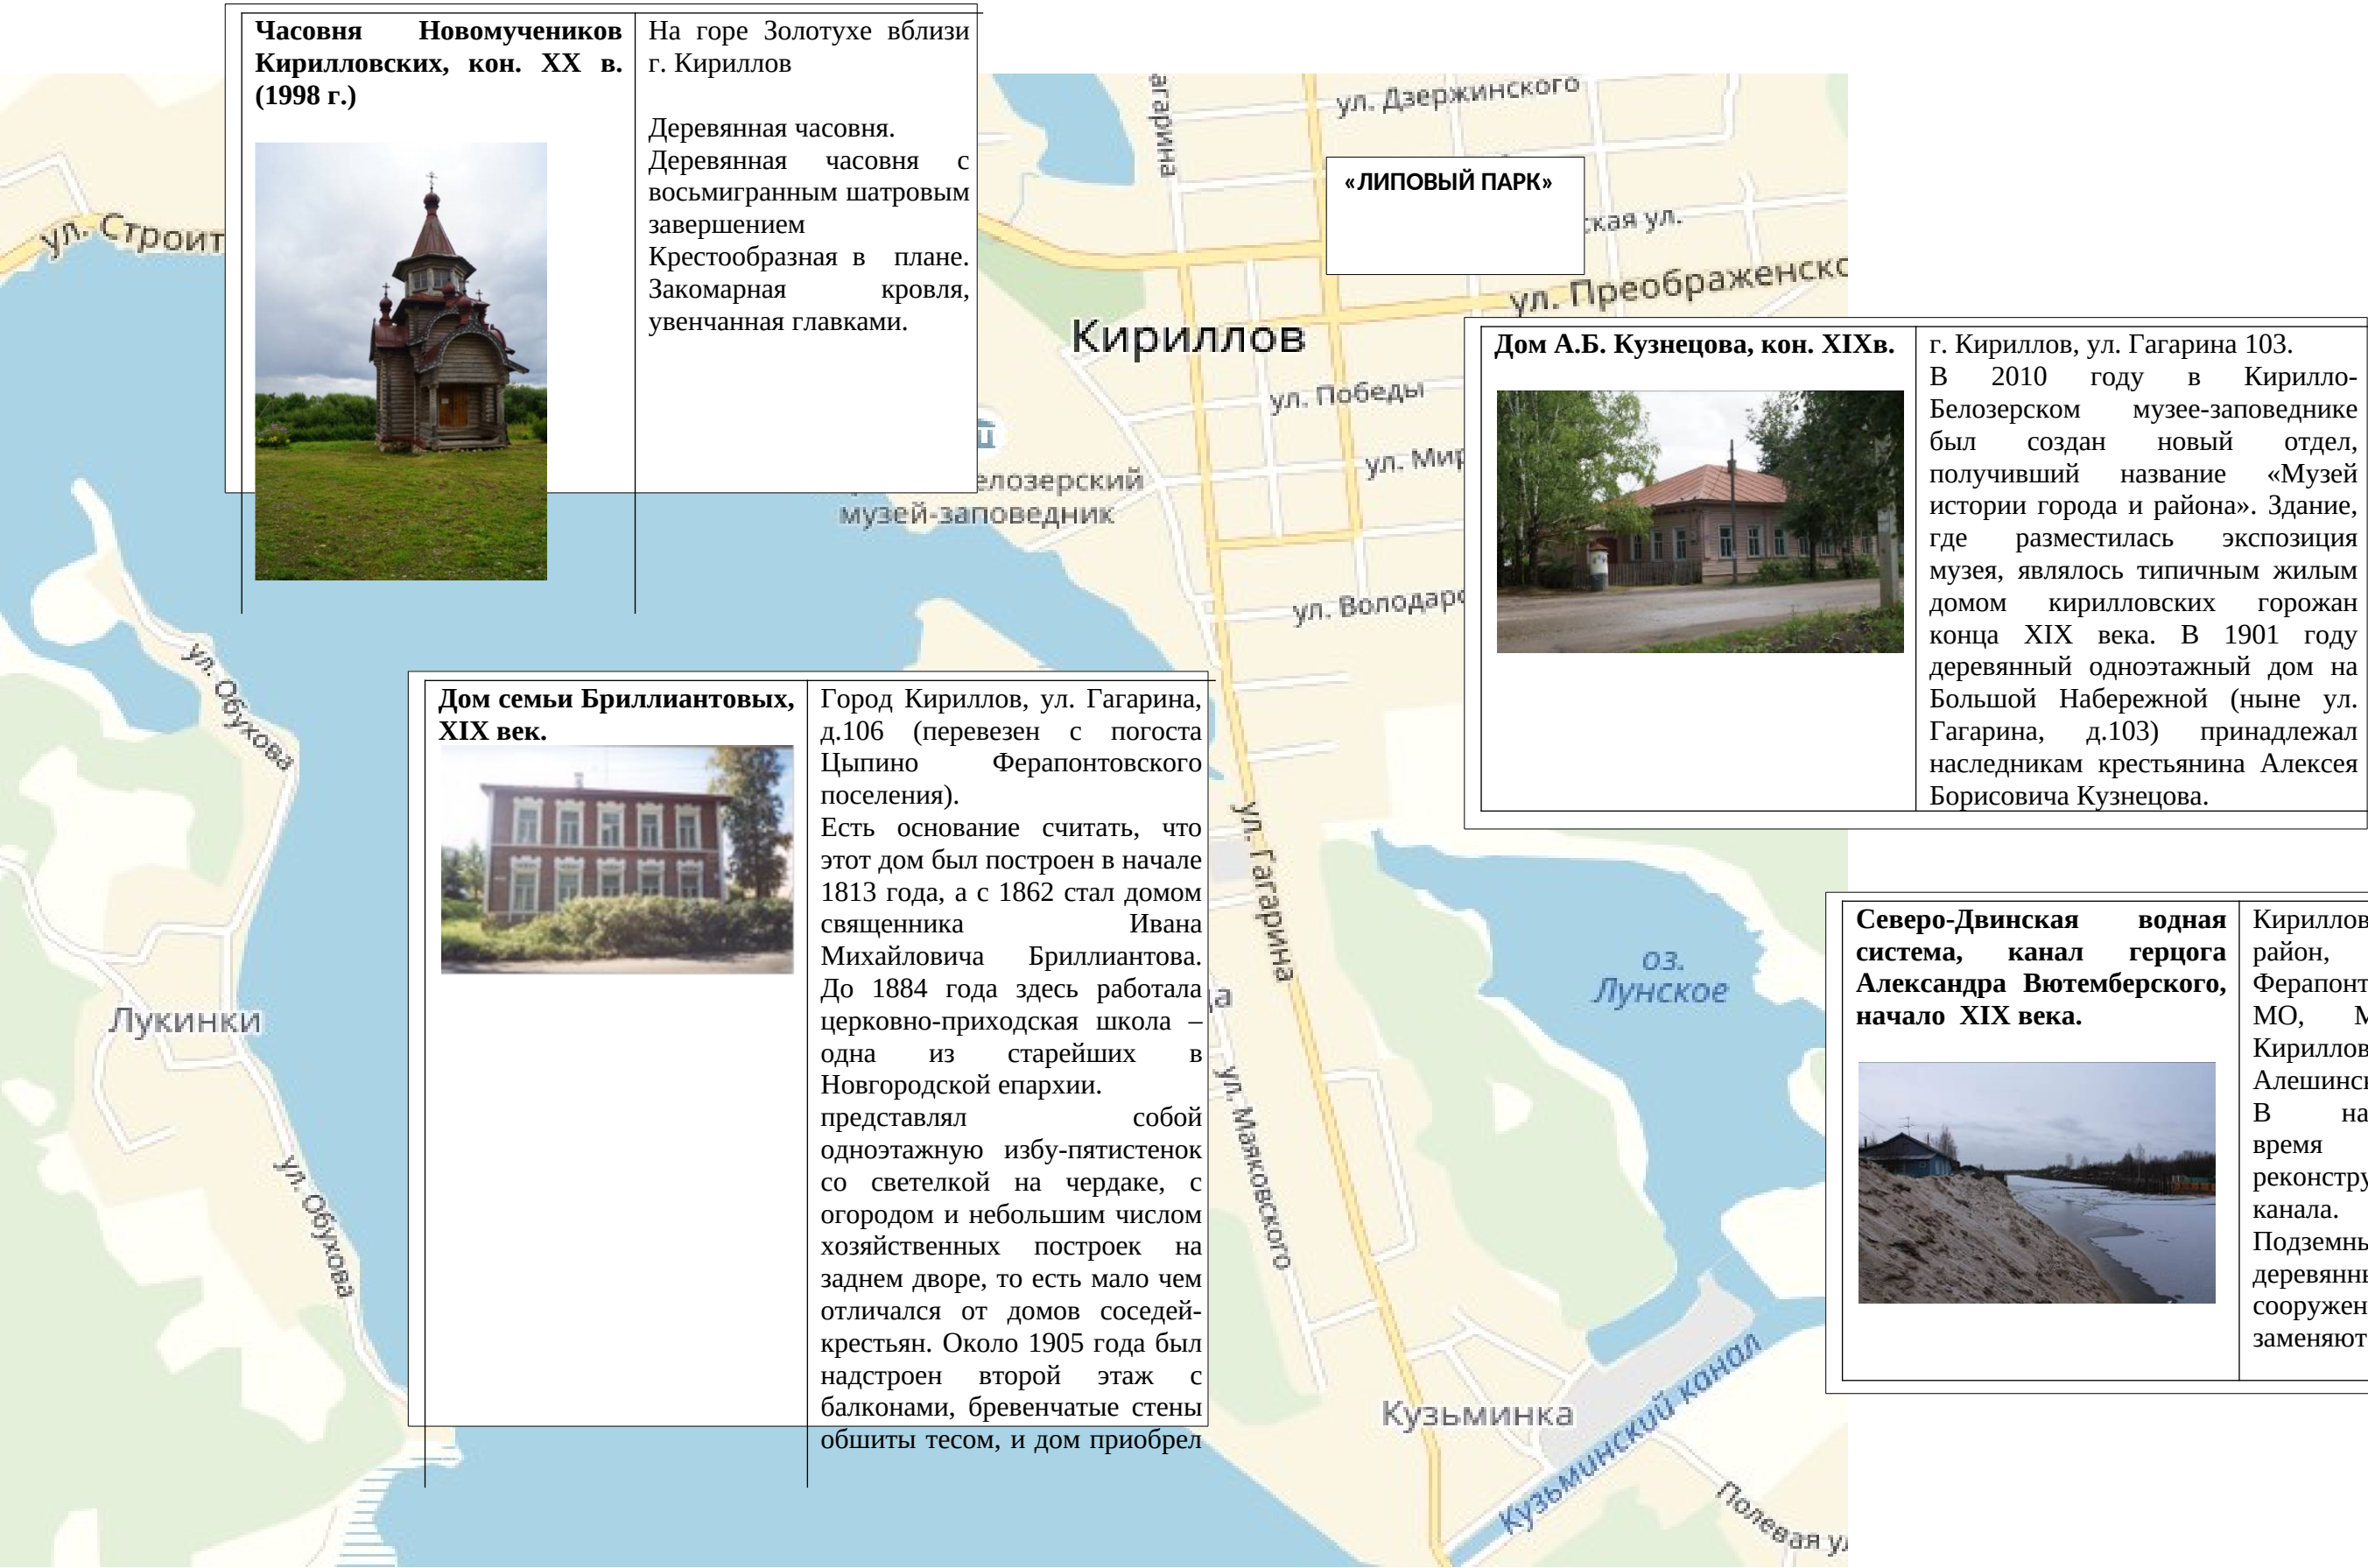 Часовня Новомучеников
Кирилловских, кон. XX в.
(1998 г.)
На горе Золотухе вблизи
г. Кириллов
Деревянная часовня.
Деревянная часовня с
восьмигранным шатровым
завершением
Крестообразная в плане.
Закомарная кровля,
увенчанная главками.
ул. Дзержинского
«ЛИПОВЫЙ ПАРК»
ул. Преображенско
Кириллов
ул. Победы
ул. Мир
музей-заповедник
ул. Володарс
Дом А.Б. Кузнецова, кон. XIXв.
г. Кириллов, ул. Гагарина 103.
В 2010 году в Кирилло-
Белозерском музее-заповеднике
был создан новый отдел,
получивший название «Музей
истории города и района». Здание,
где разместилась экспозиция
музея, являлось типичным жилым
домом кирилловских горожан
конца XIX века. В 1901 году
деревянный одноэтажный дом на
Большой Набережной (ныне ул.
Гагарина, д.103) принадлежал
наследникам крестьянина Алексея
Борисовича Кузнецова.
ул. Строит
ул. Обухова
Дом семьи Бриллиантовых,
XIX век.
Город Кириллов, ул. Гагарина,
д.106 (перевезен с погоста
Цыпино Ферапонтовского
поселения).
Есть основание считать, что
этот дом был построен в начале
1813 года, а с 1862 стал домом
священника Ивана
Михайловича Бриллиантова.
До 1884 года здесь работала
церковно-приходская школа –
одна из старейших в
Новгородской епархии.
представлял собой
одноэтажную избу-пятистенок
со светелкой на чердаке, с
огородом и небольшим числом
хозяйственных построек на
заднем дворе, то есть мало чем
отличался от домов соседей-
крестьян. Около 1905 года был
надстроен второй этаж с
балконами, бревенчатые стены
обшиты тесом, и дом приобрел
ул. Гагарина
оз.
Лунское
Северо-Двинская водная
система, канал герцога
Александра Вютемберского,
начало XIX века.
Кириллов
район,
Ферапонт
МО,
Кириллов
Алешинс
В на
время
реконстру
канала.
Подземны
деревянны
сооружен
заменяют
Лукинки
ул. Маяковского
ул. Обухова
Кузьминка
Кузьминский канал
Полевая ул